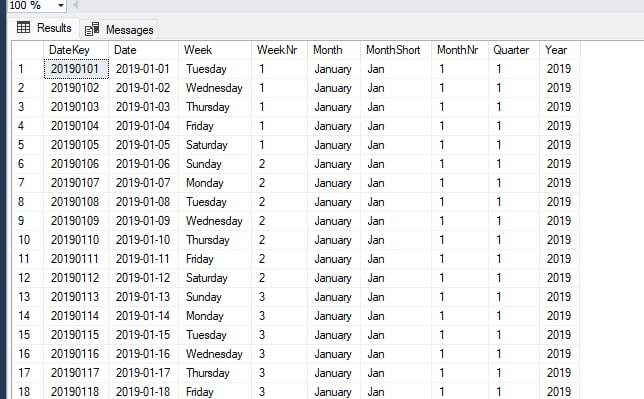 100 %
Results Messages
DateKey Date Week WeekNr Month MonthShort MonthNr Quarter Year
1 20190101 2019-01-01 Tuesday 1 January Jan 1 1 2019
2 20190102 2019-01-02 Wednesday 1 January Jan 1 1 2019
3 20190103 2019-01-03 Thursday 1 January Jan 1 1 2019
4 20190104 2019-01-04 Friday 1 January Jan 1 1 2019
5 20190105 2019-01-05 Saturday 1 January Jan 1 1 2019
6 20190106 2019-01-06 Sunday 2 January Jan 1 1 2019
7 20190107 2019-01-07 Monday 2 January Jan 1 1 2019
8 20190108 2019-01-08 Tuesday 2 January Jan 1 1 2019
9 20190109 2019-01-09 Wednesday 2 January Jan 1 1 2019
10 20190110 2019-01-10 Thursday 2 January Jan 1 1 2019
11 20190111 2019-01-11 Friday 2 January Jan 1 1 2019
12 20190112 2019-01-12 Saturday 2 January Jan 1 1 2019
13 20190113 2019-01-13 Sunday 3 January Jan 1 1 2019
14 20190114 2019-01-14 Monday 3 January Jan 1 1 2019
15 20190115 2019-01-15 Tuesday 3 January Jan 1 1 2019
16 20190116 2019-01-16 Wednesday 3 January Jan 1 1 2019
17 20190117 2019-01-17 Thursday 3 January Jan 1 1 2019
18 20190118 2019-01-18 Friday 3 January Jan 1 1 2019